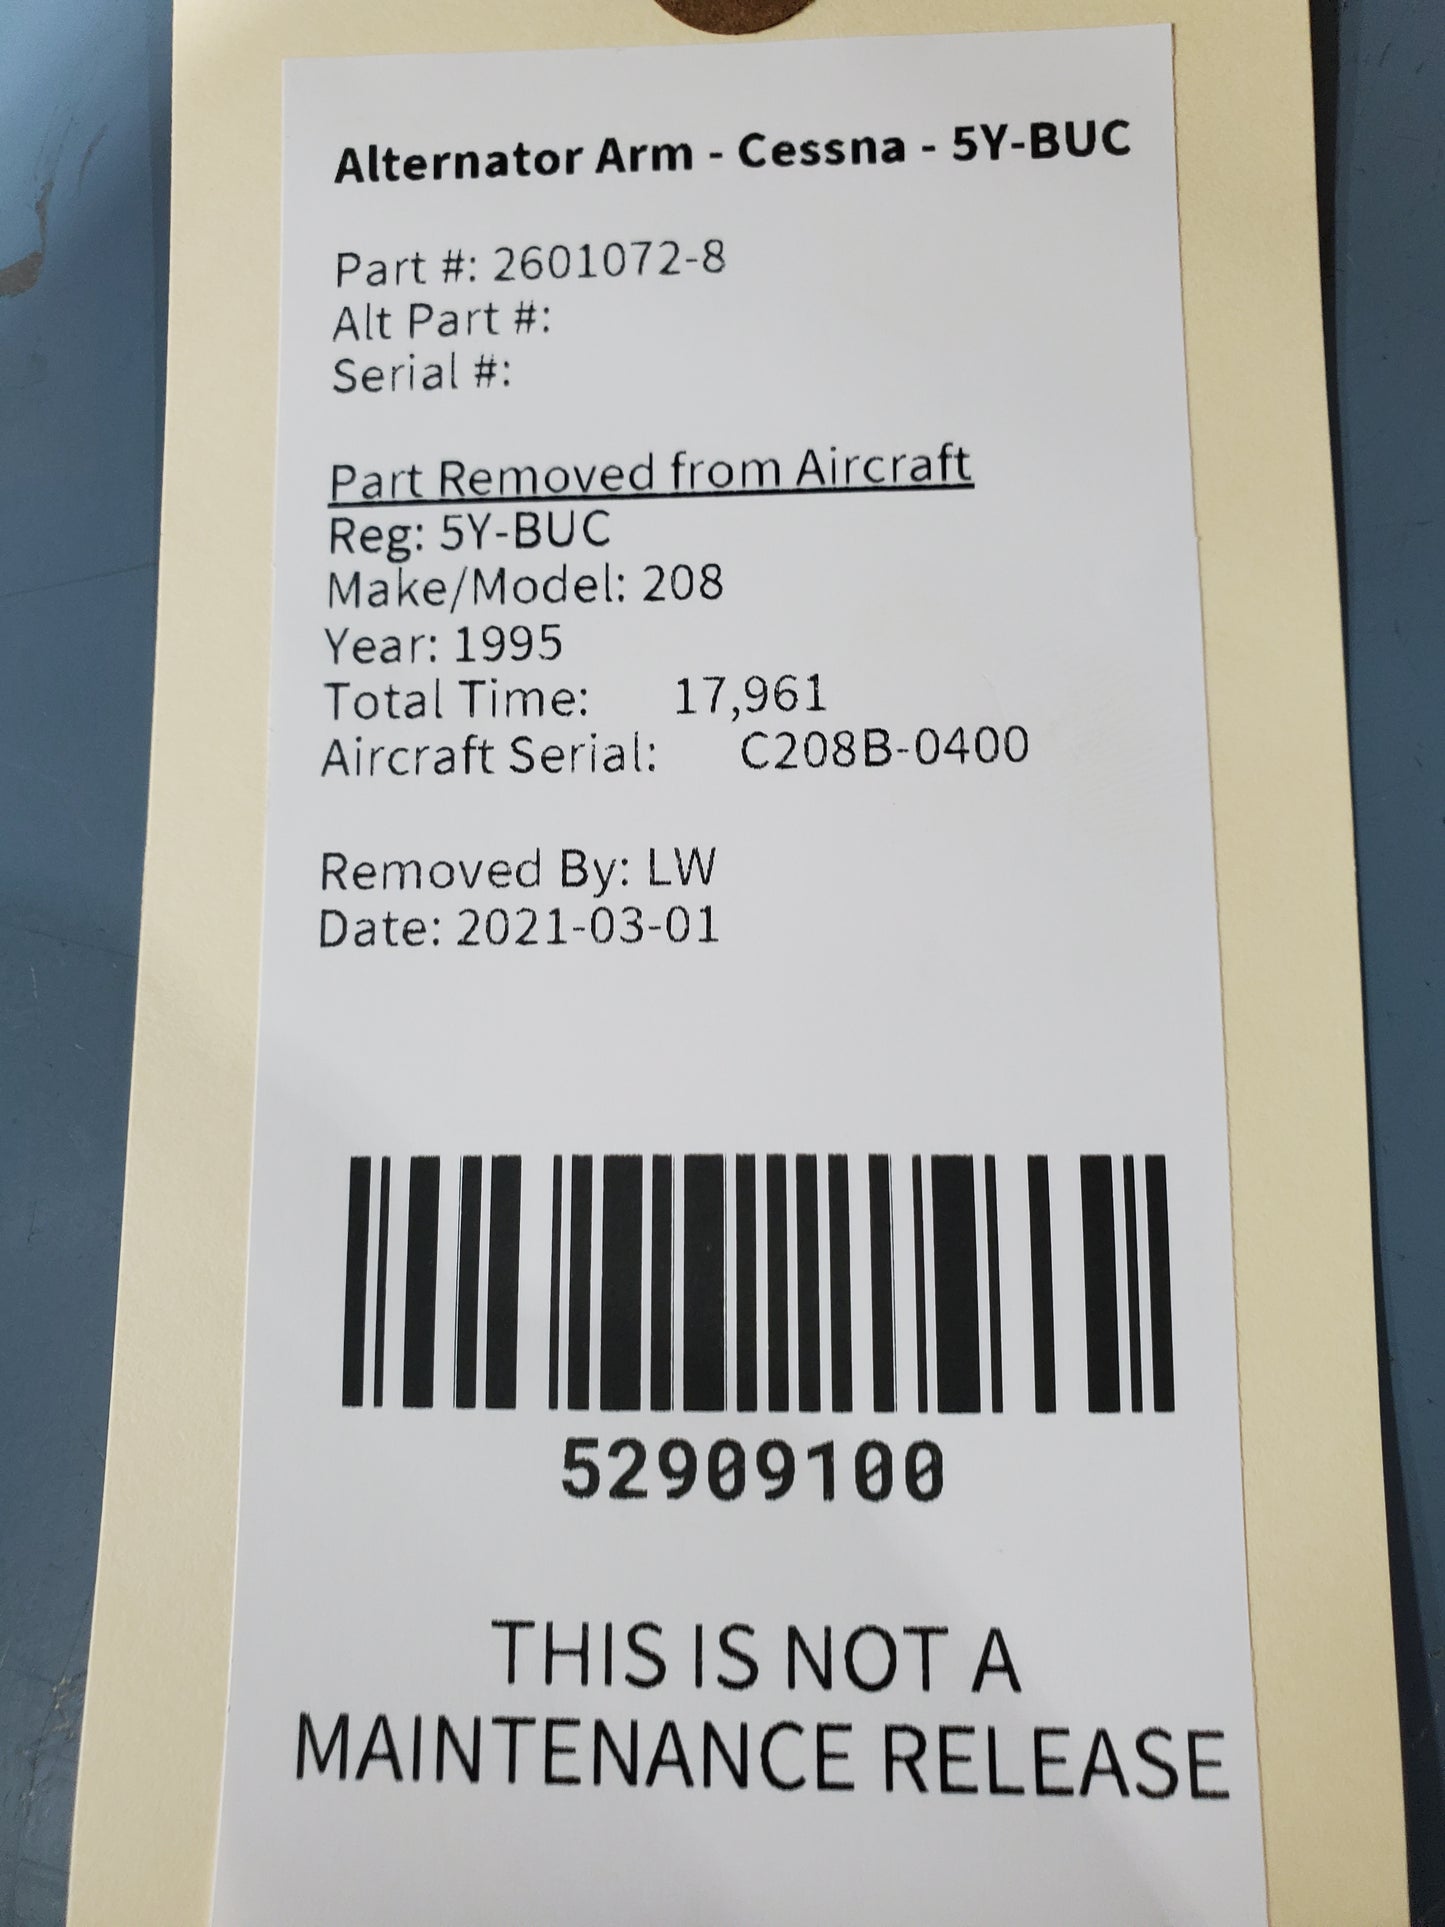 Alternator Arm - Cessna - 5Y-BUC
Part #: 2601072-8
Alt Part #:
Serial #:
Part Removed from Aircraft
Reg: 5Y-BUC
Make/Model: 208
Year: 1995
Total Time: 17,961
Aircraft Serial: C208B-0400
Removed By: LW
Date: 2021-03-01
52909100
THIS IS NOT A
MAINTENANCE RELEASE